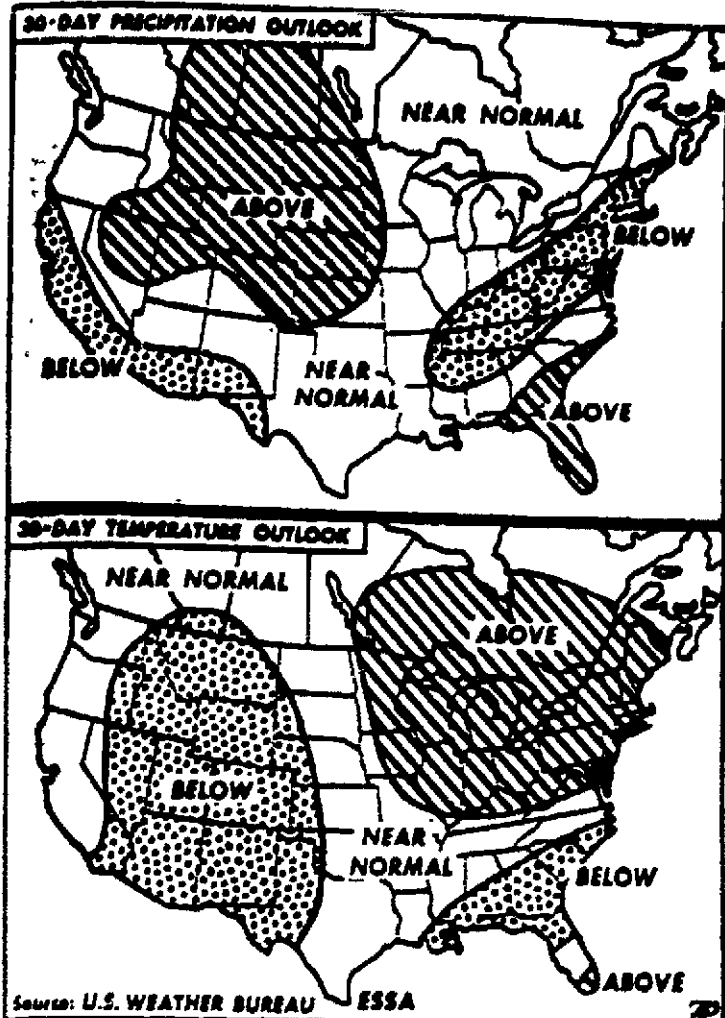 30-DAY PRECIPITATION OUTLOOK
NEAR NORMAL
ABOVE
BELOW
BELOW
NEAR
NORMAL
ABOVE
30-DAY TEMPERATURE OUTLOOK
NEAR NORMAL
ABOVE
BELOW
NEAR
NORMAL
BELOW
ABOVE
Source: U.S. WEATHER BUREAU ESSA